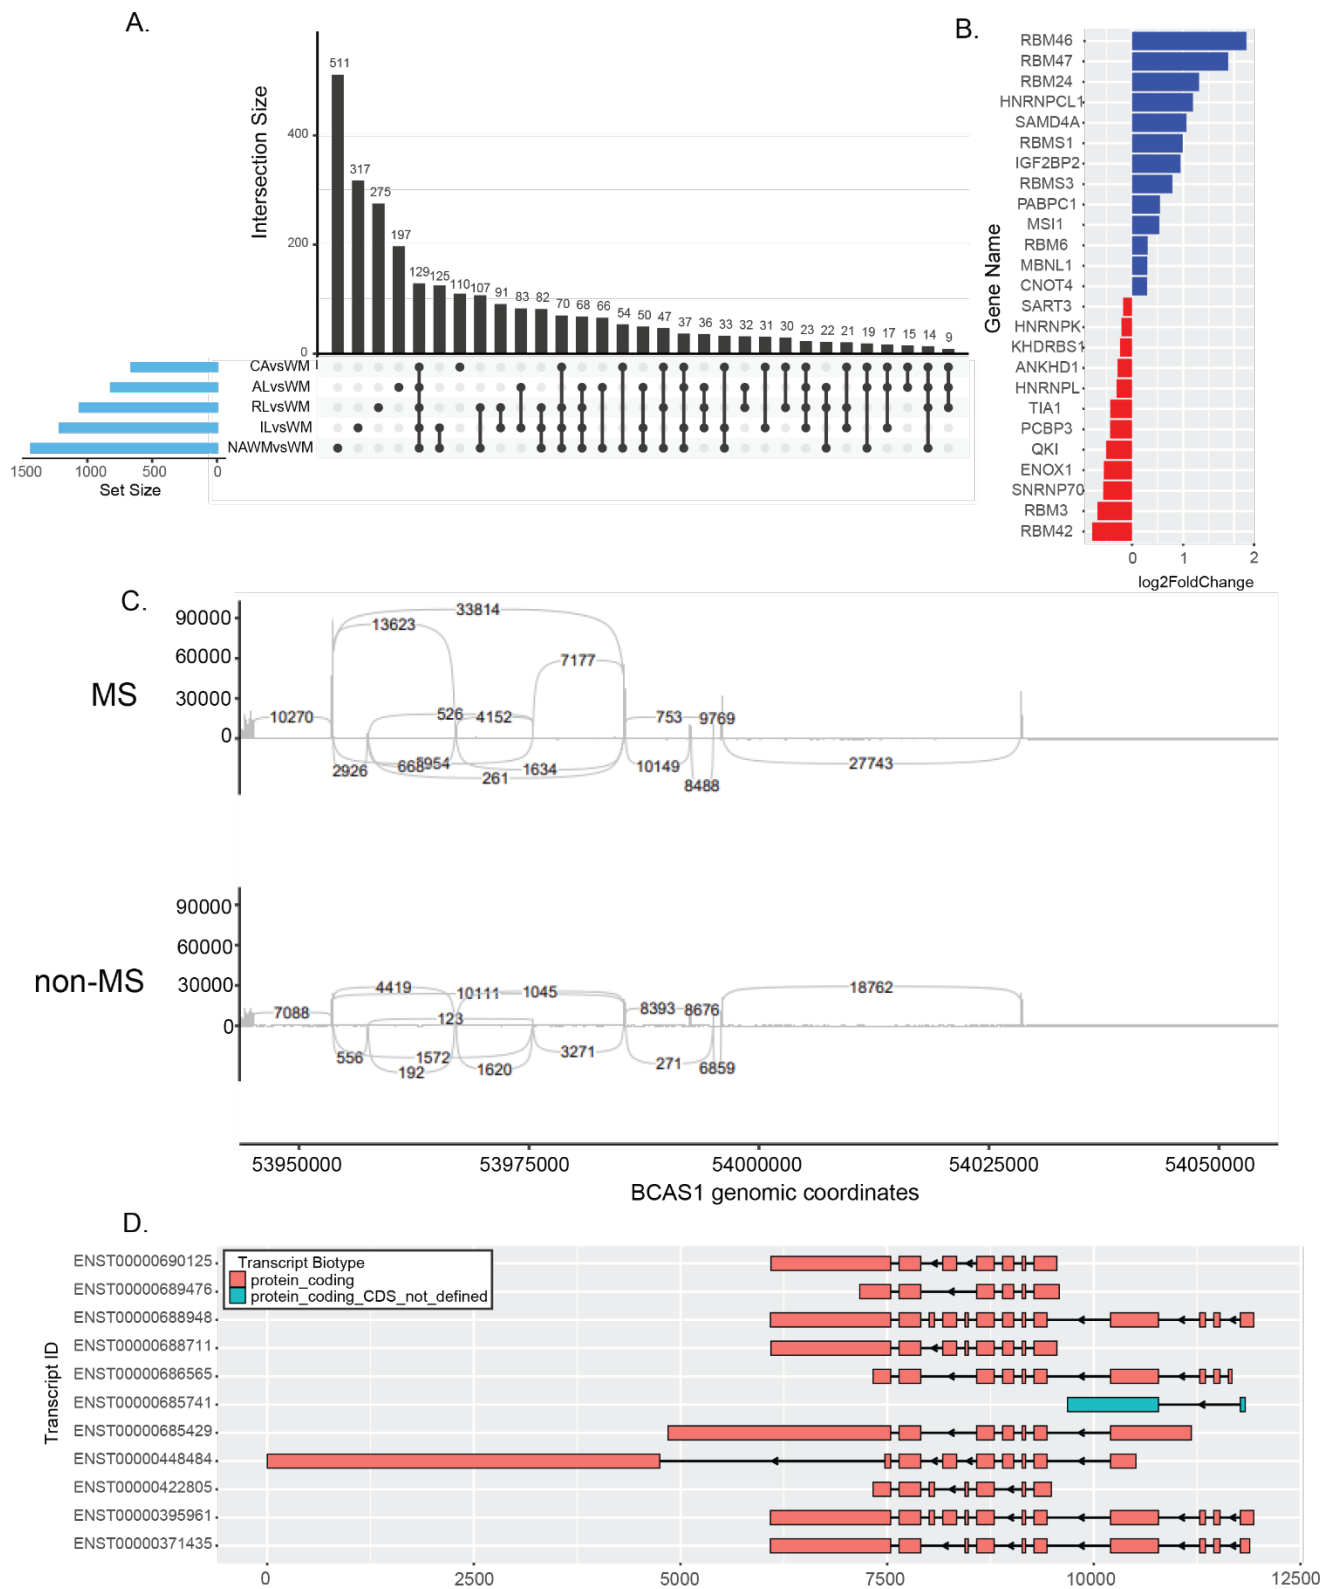 A.
Intersection Size
511
317
275
197
129
125
110
107
91
83
82
70
68
66
54
50
47
37
36
33
32
31
30
23
22
21
19
17
15
14
9
400
200
0
CAvsWM
ALvsWM
RLvsWM
ILvsWM
NAWMvsWM
1500 1000 500 0
Set Size
B.
Gene Name
RBM46
RBM47
RBM24
HNRNPCL1
SAMD4A
RBMS1
IGF2BP2
RBMS3
PABPC1
MSI1
RBM6
MBNL1
CNOT4
SART3
HNRNPK
KHDRBS1
ANKHD1
HNRNPL
TIA1
PCBP3
QKI
ENOX1
SNRNP70
RBM3
RBM42
0 1 2
log2FoldChange
C.
MS
90000
60000
30000
0
33814
13623
7177
10270
526
4152
753
9769
2926
668
5954
1634
261
10149
8488
27743
non-MS
90000
60000
30000
0
4419
10111
1045
18762
7088
123
8393
8676
556
1572
192
1620
3271
271
6859
53950000 53975000 54000000 54025000 54050000
BCAS1 genomic coordinates
D.
Transcript ID
Transcript Biotype
protein_coding
protein_coding_CDS_not_defined
ENST00000690125
ENST00000689476
ENST00000688948
ENST00000688711
ENST00000686565
ENST00000685741
ENST00000685429
ENST00000448484
ENST00000422805
ENST00000395961
ENST00000371435
0 2500 5000 7500 10000 12500